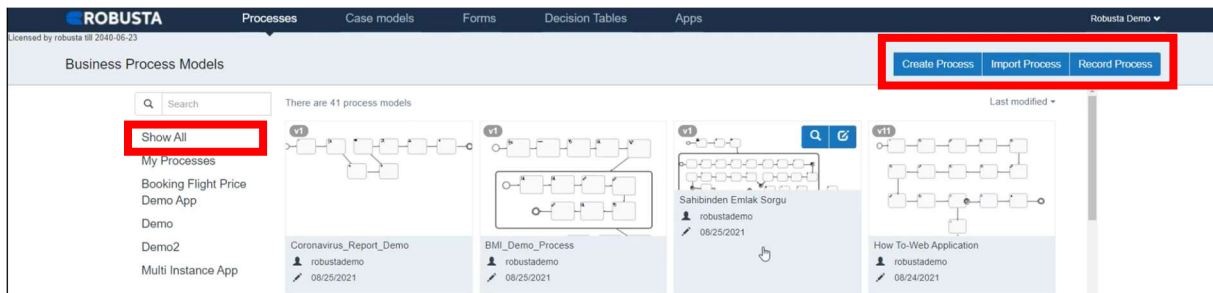 ROBUSTA
Processes
Case models
Forms
Decision Tables
Apps
Robusta Demo
Licensed by robusta till 2040-06-23
Business Process Models
Create Process
Import Process
Record Process
Search
There are 41 process models
Last modified
Show All
My Processes
Booking Flight Price
Demo App
Demo
Demo2
Multi Instance App
v1
Coronavirus_Report_Demo
robustademo
08/25/2021
v1
BMI_Demo_Process
robustademo
08/25/2021
v1
Sahibinden Emlak Sorgu
robustademo
08/25/2021
v11
How To-Web Application
robustademo
08/24/2021